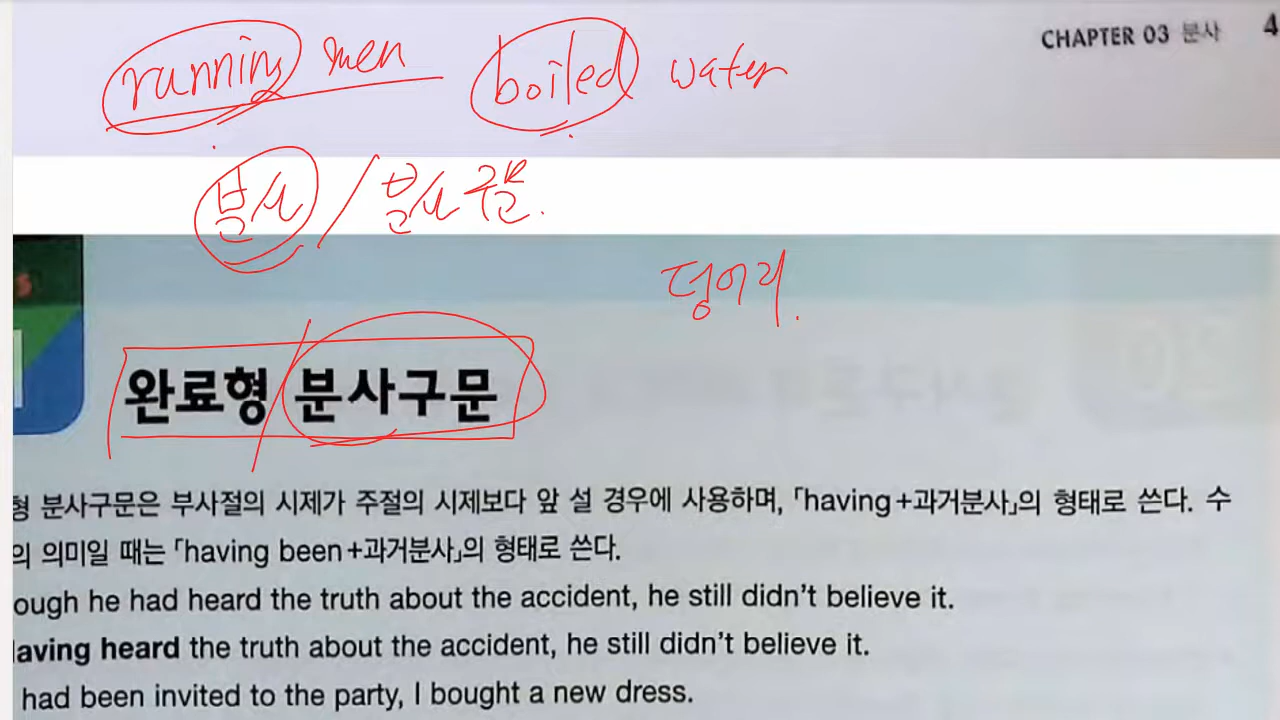 CHAPTER 03 분사 4
running men boiled water
분사 / 분사구문.
덩어리.
완료형 분사구문
형 분사구문은 부사절의 시제가 주절의 시제보다 앞 설 경우에 사용하며, 「having+과거분사」의 형태로 쓴다. 수
의 의미일 때는 「having been+과거분사」의 형태로 쓴다.
ough he had heard the truth about the accident, he still didn't believe it.
aving heard the truth about the accident, he still didn't believe it.
had been invited to the party, I bought a new dress.